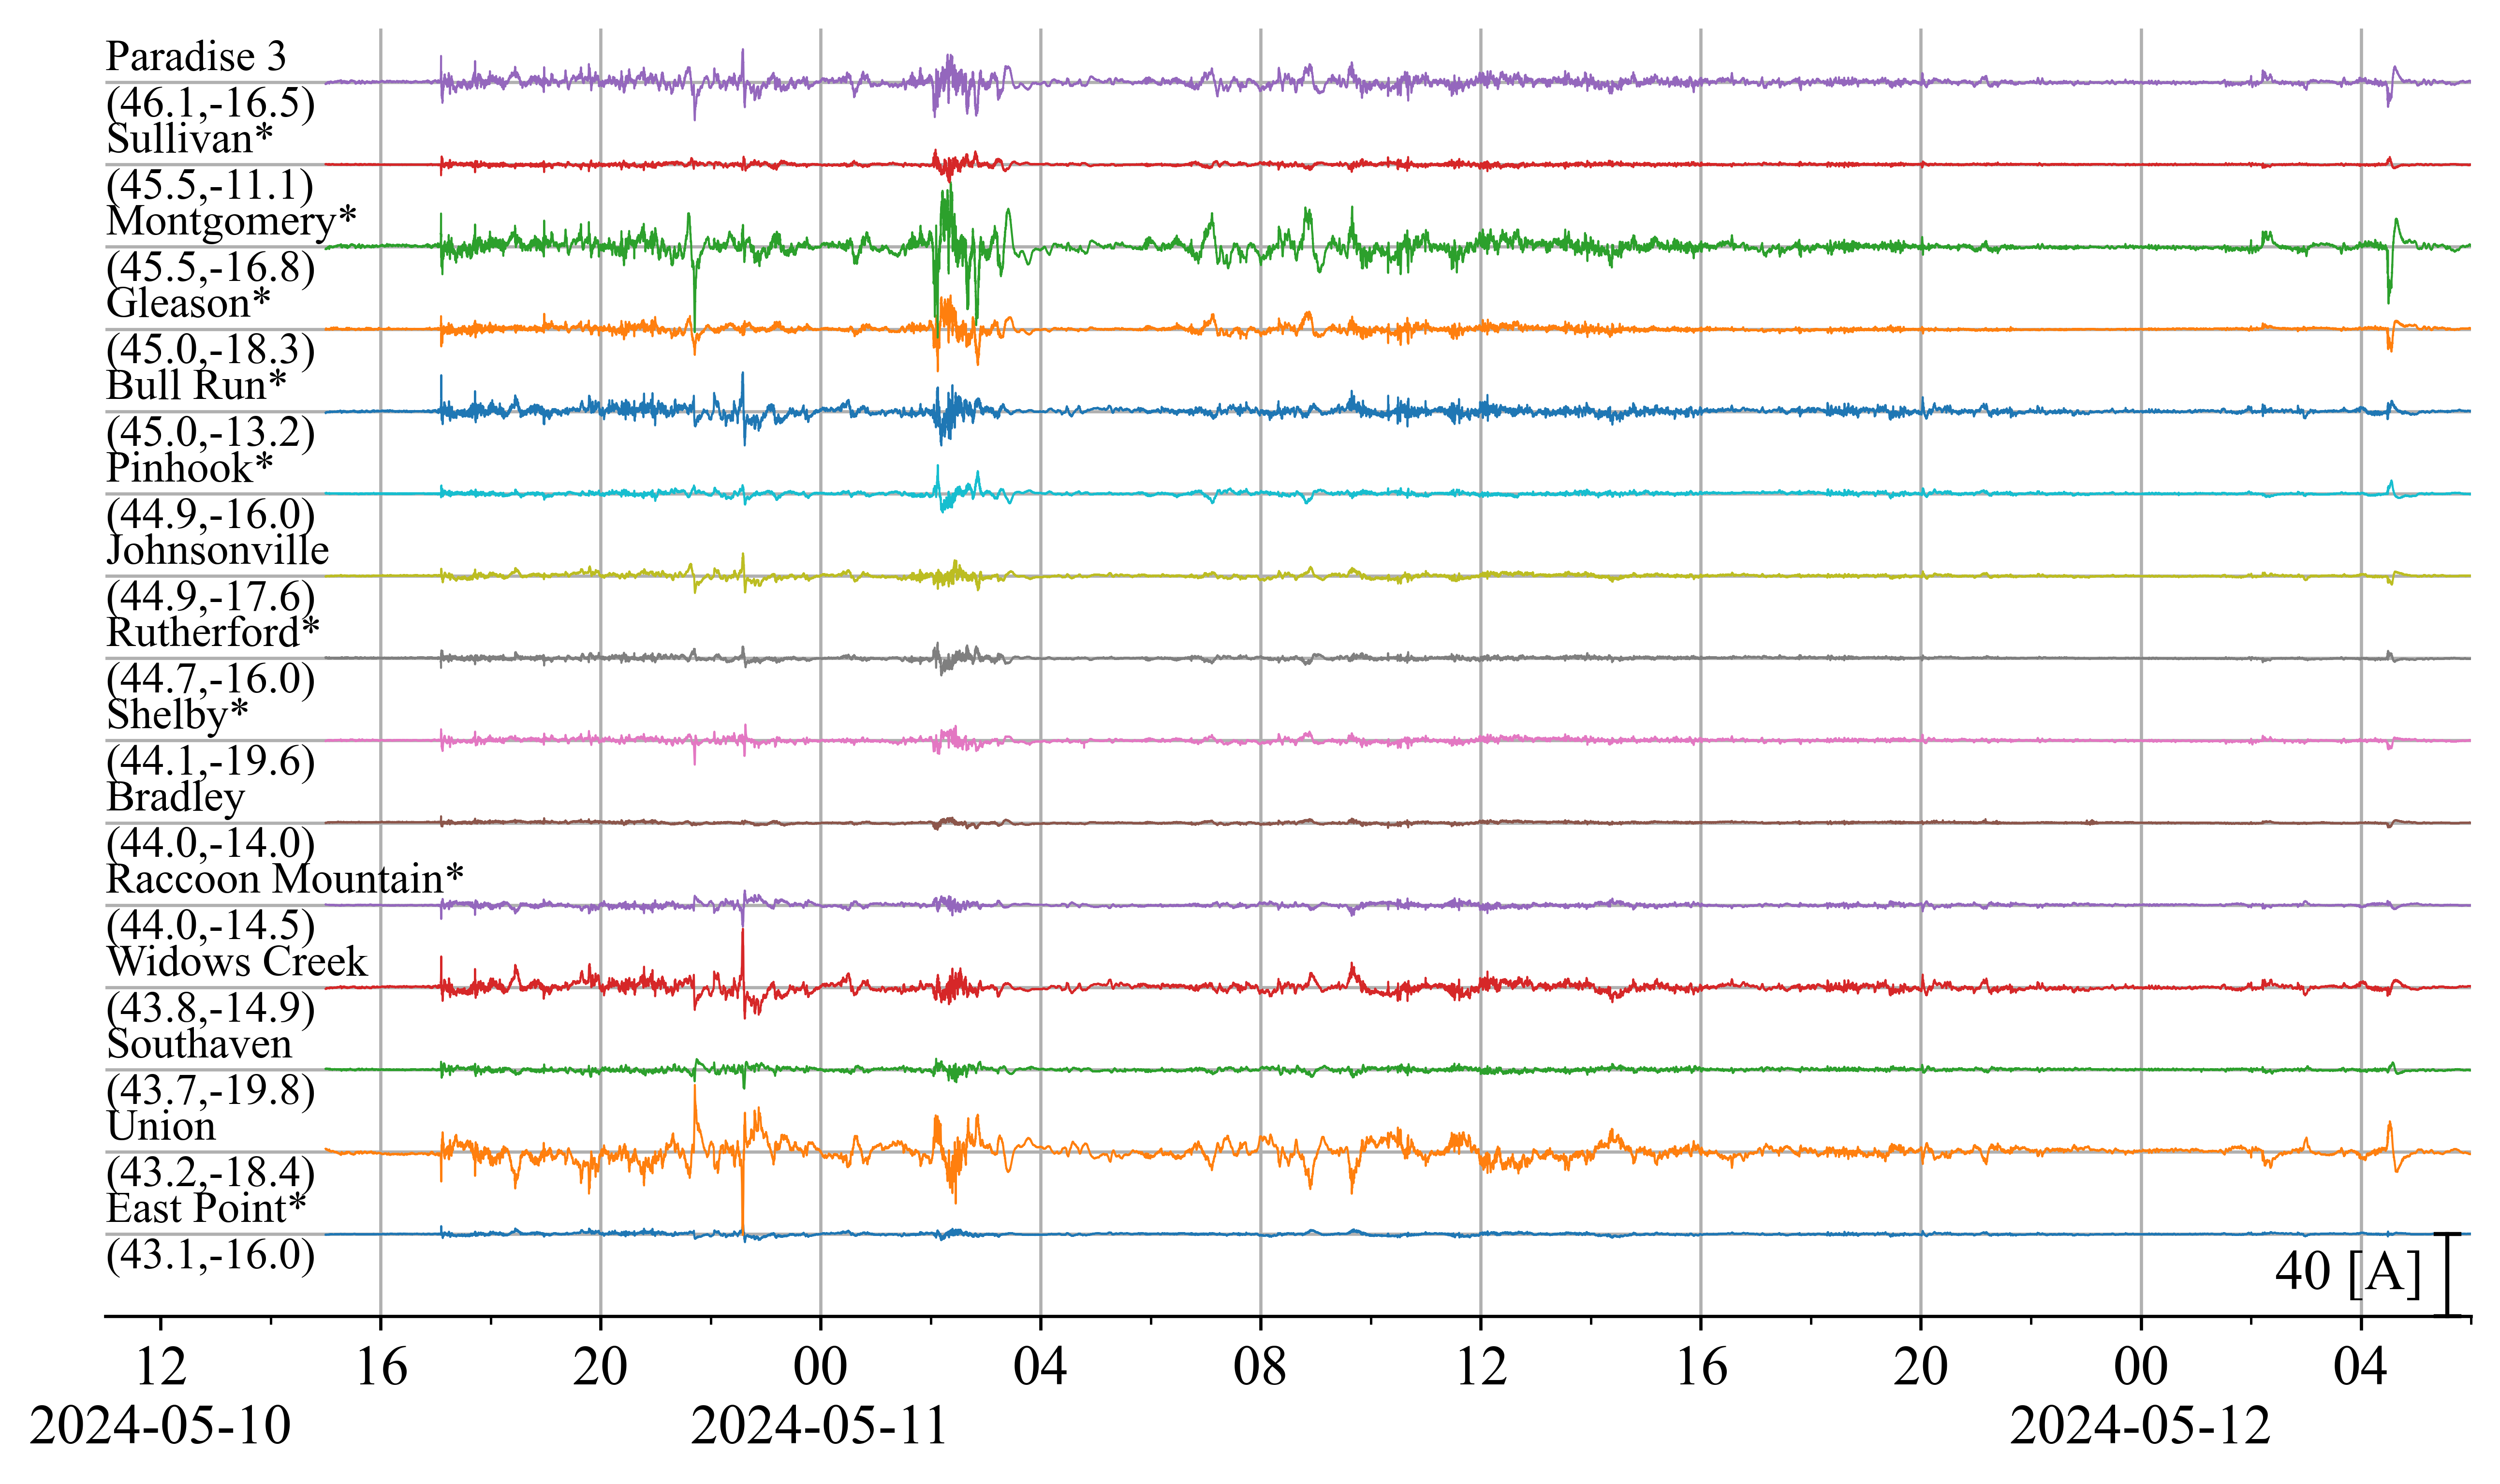 Paradise 3
(46.1,-16.5)
Sullivan*
(45.5,-11.1)
Montgomery*
(45.5,-16.8)
Gleason*
(45.0,-18.3)
Bull Run*
(45.0,-13.2)
Pinhook*
(44.9,-16.0)
Johnsonville
(44.9,-17.6)
Rutherford*
(44.7,-16.0)
Shelby*
(44.1,-19.6)
Bradley
(44.0,-14.0)
Raccoon Mountain*
(44.0,-14.5)
Widows Creek
(43.8,-14.9)
Southaven
(43.7,-19.8)
Union
(43.2,-18.4)
East Point*
(43.1,-16.0)
40 [A]
12 16 20 00 04 08 12 16 20 00 04
2024-05-10 2024-05-11 2024-05-12